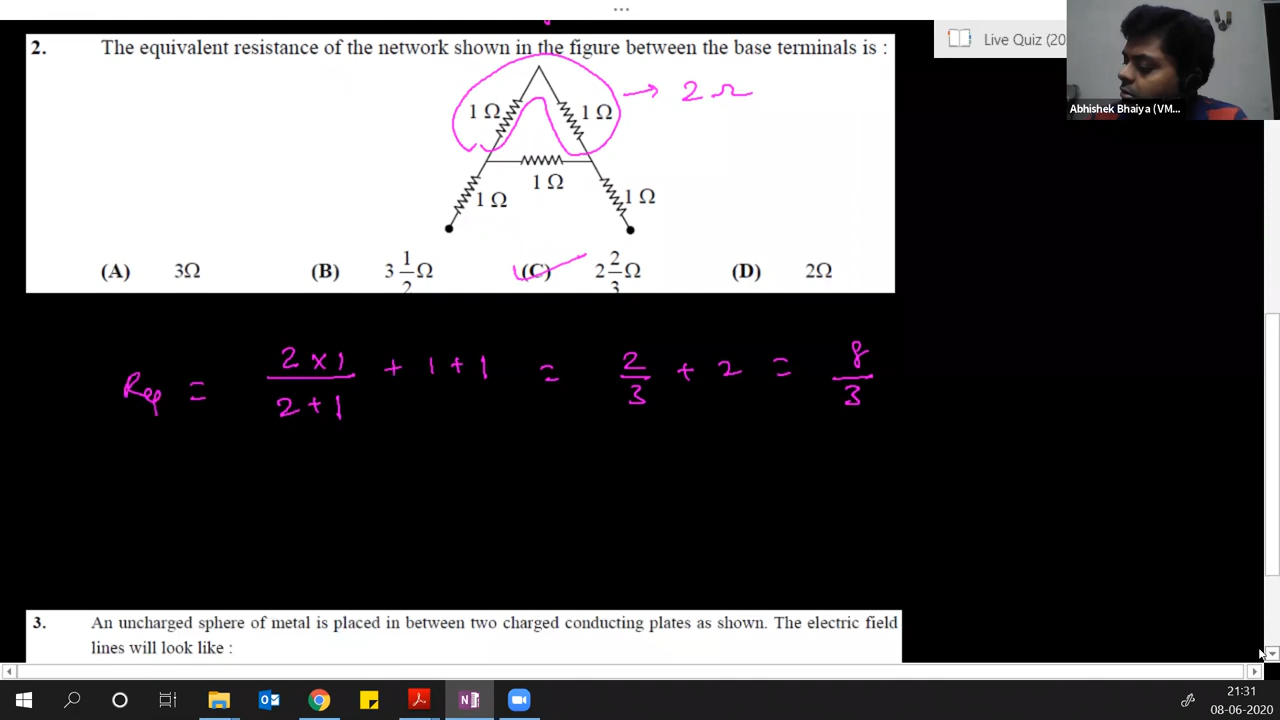 2. The equivalent resistance of the network shown in the figure between the base terminals is :
Live Quiz (20
Abhishek Bhaiya (VM...
1 Ω 1 Ω → 2 Ω
1 Ω
1 Ω 1 Ω
(A) 3Ω (B) 3 1/2 Ω (C) 2 2/3 Ω (D) 2Ω
Req = 2×1/2+1 + 1 + 1 = 2/3 + 2 = 8/3
3. An uncharged sphere of metal is placed in between two charged conducting plates as shown. The electric field
lines will look like :
21:31
08-06-2020